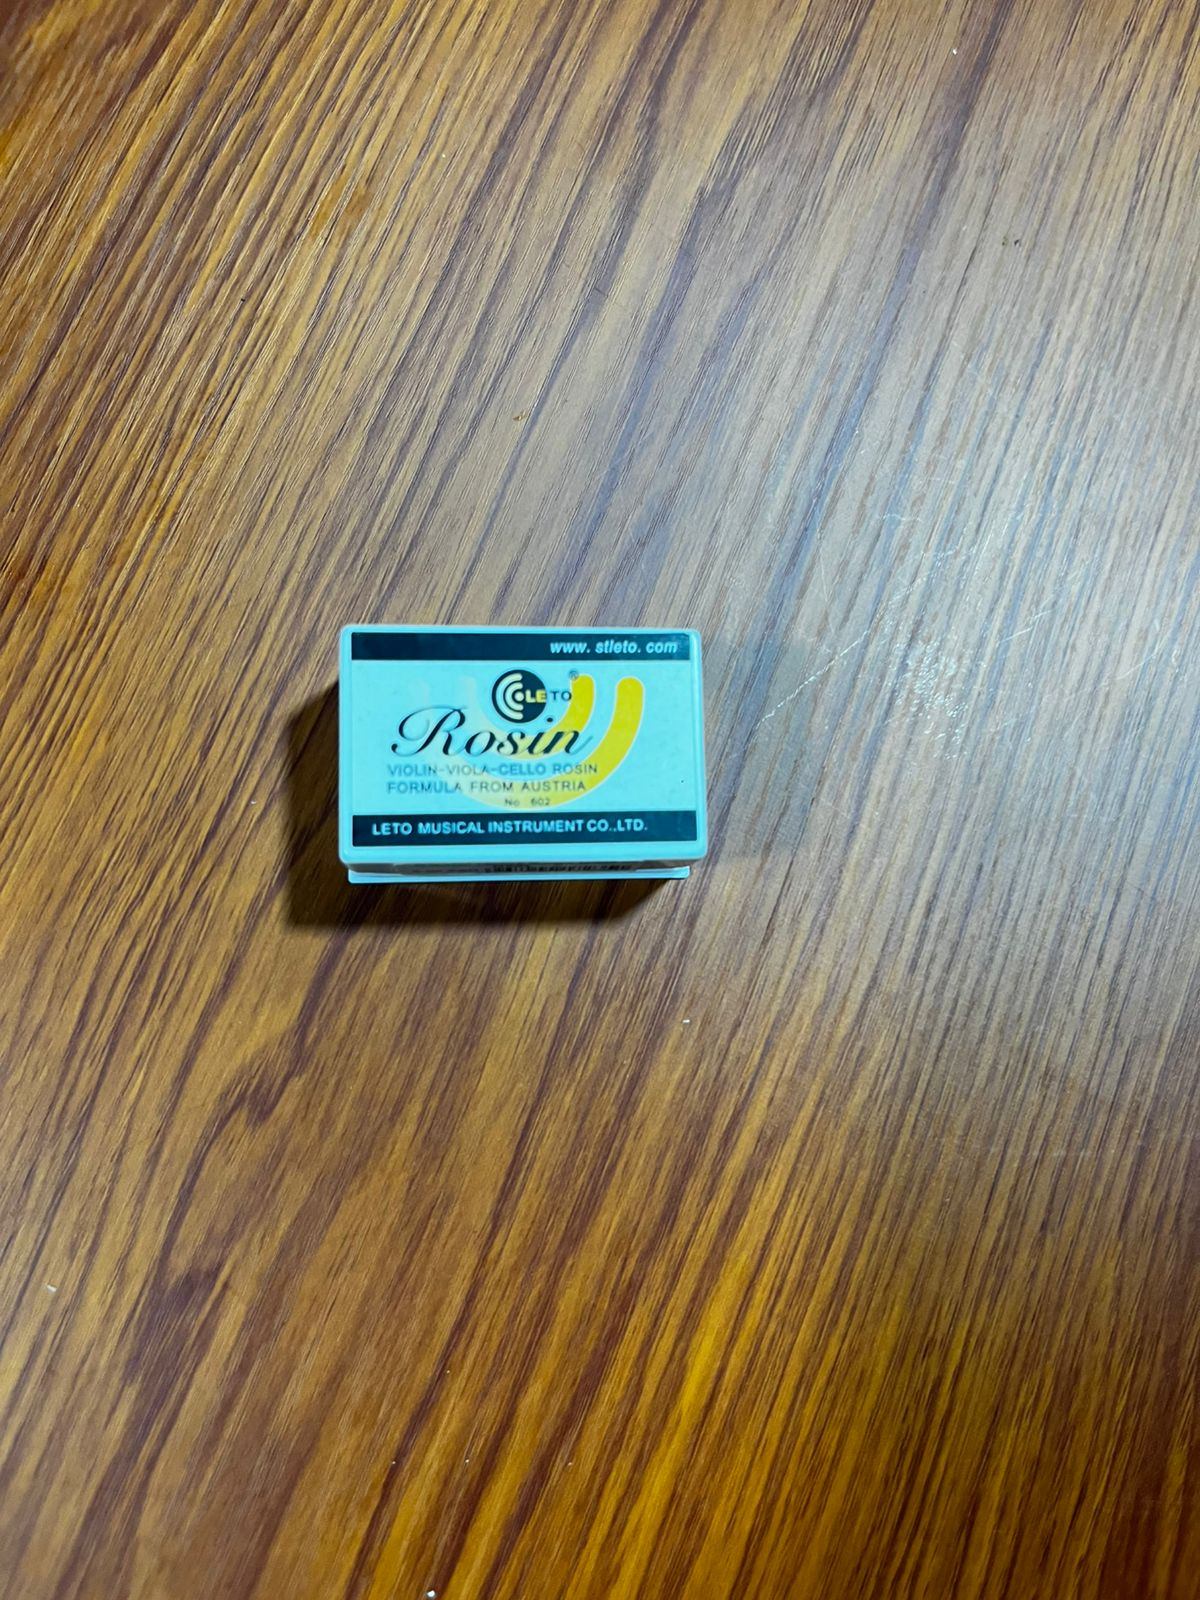 www. stleto. com
LETO®
Rosin
VIOLIN-VIOLA-CELLO ROSIN
FORMULA FROM AUSTRIA
No 602
LETO MUSICAL INSTRUMENT CO.,LTD.